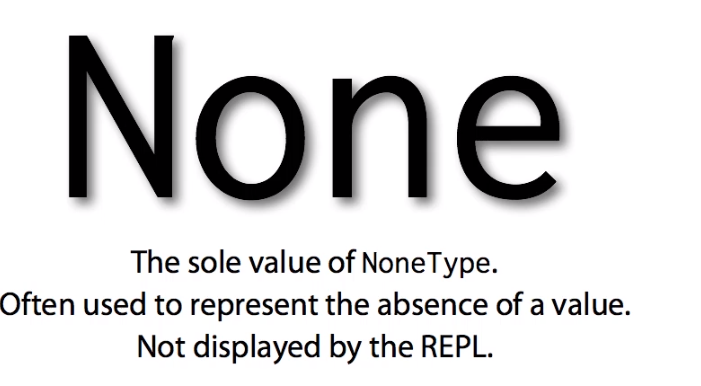 None
The sole value of NoneType.
Often used to represent the absence of a value.
Not displayed by the REPL.